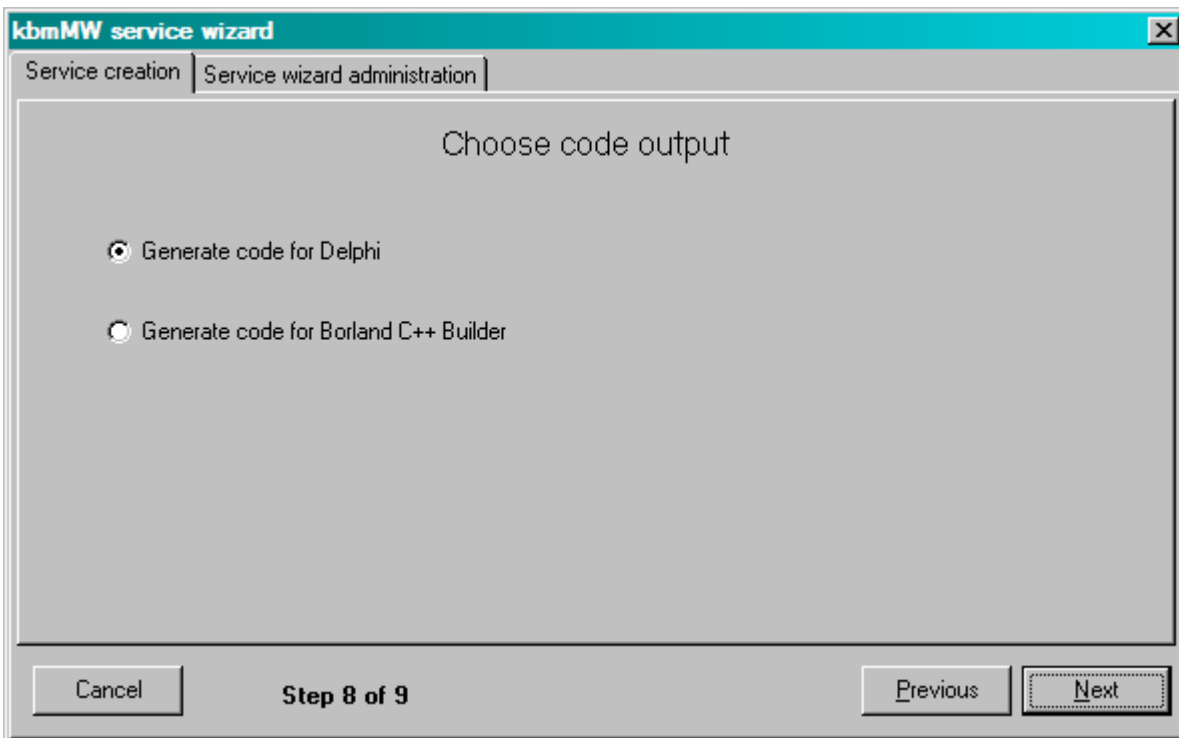 kbmMW service wizard
Service creation
Service wizard administration
Choose code output
Generate code for Delphi
Generate code for Borland C++ Builder
Cancel
Step 8 of 9
Previous
Next